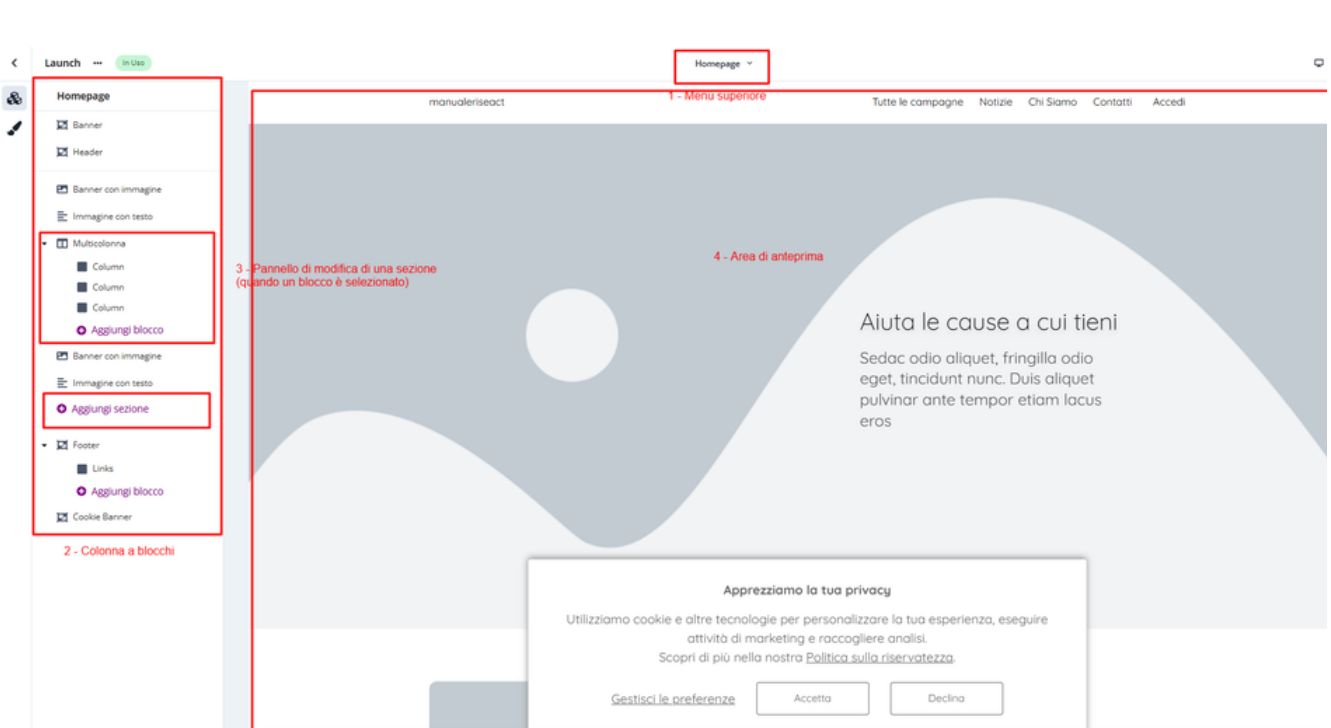 Launch ••• In Uso
Homepage
Homepage
1 - Menu superiore
manualeriseact
Tutte le campagne Notizie Chi Siamo Contatti Accedi
Banner
Header
Banner con immagine
Immagine con testo
Multicolonna
Column
Column
Column
Aggiungi blocco
Banner con immagine
Immagine con testo
Aggiungi sezione
Footer
Links
Aggiungi blocco
Cookie Banner
2 - Colonna a blocchi
3 - Pannello di modifica di una sezione
(quando un blocco è selezionato)
4 - Area di anteprima
Aiuta le cause a cui tieni
Sedac odio aliquet, fringilla odio
eget, tincidunt nunc. Duis aliquet
pulvinar ante tempor etiam lacus
eros
Apprezziamo la tua privacy
Utilizziamo cookie e altre tecnologie per personalizzare la tua esperienza, eseguire
attività di marketing e raccogliere analisi.
Scopri di più nella nostra Politica sulla riservatezza.
Gestisci le preferenze Accetta Declina